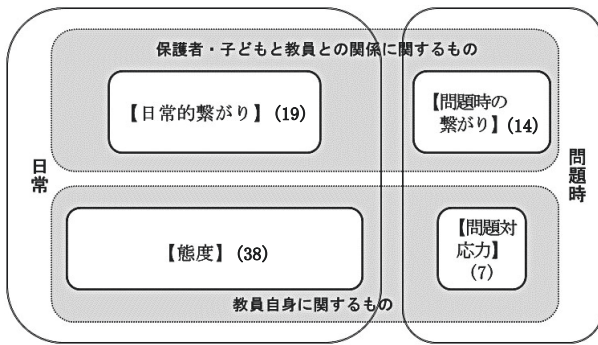 保護者・子どもと教員との関係に関するもの
【日常的繋がり】(19)
【問題時の
繋がり】(14)
日常
問題時
【態度】(38)
【問題対
応力】
(7)
教員自身に関するもの